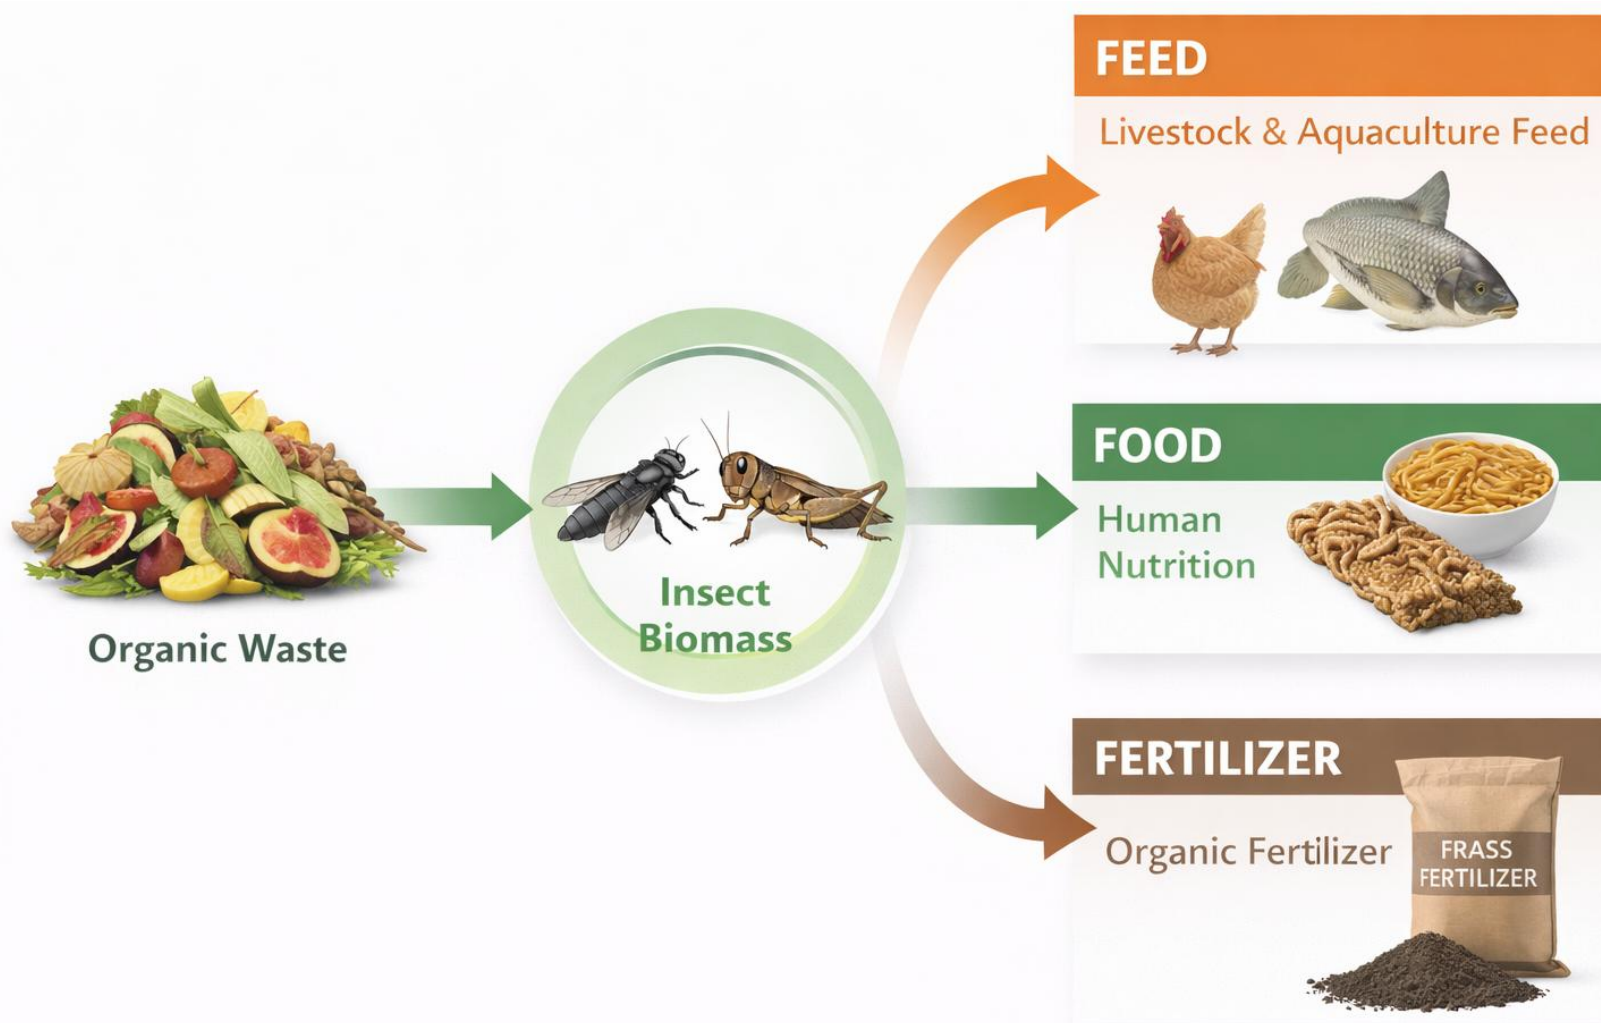 Organic Waste
Insect
Biomass
FEED
Livestock & Aquaculture Feed
FOOD
Human
Nutrition
FERTILIZER
Organic Fertilizer
FRASS
FERTILIZER